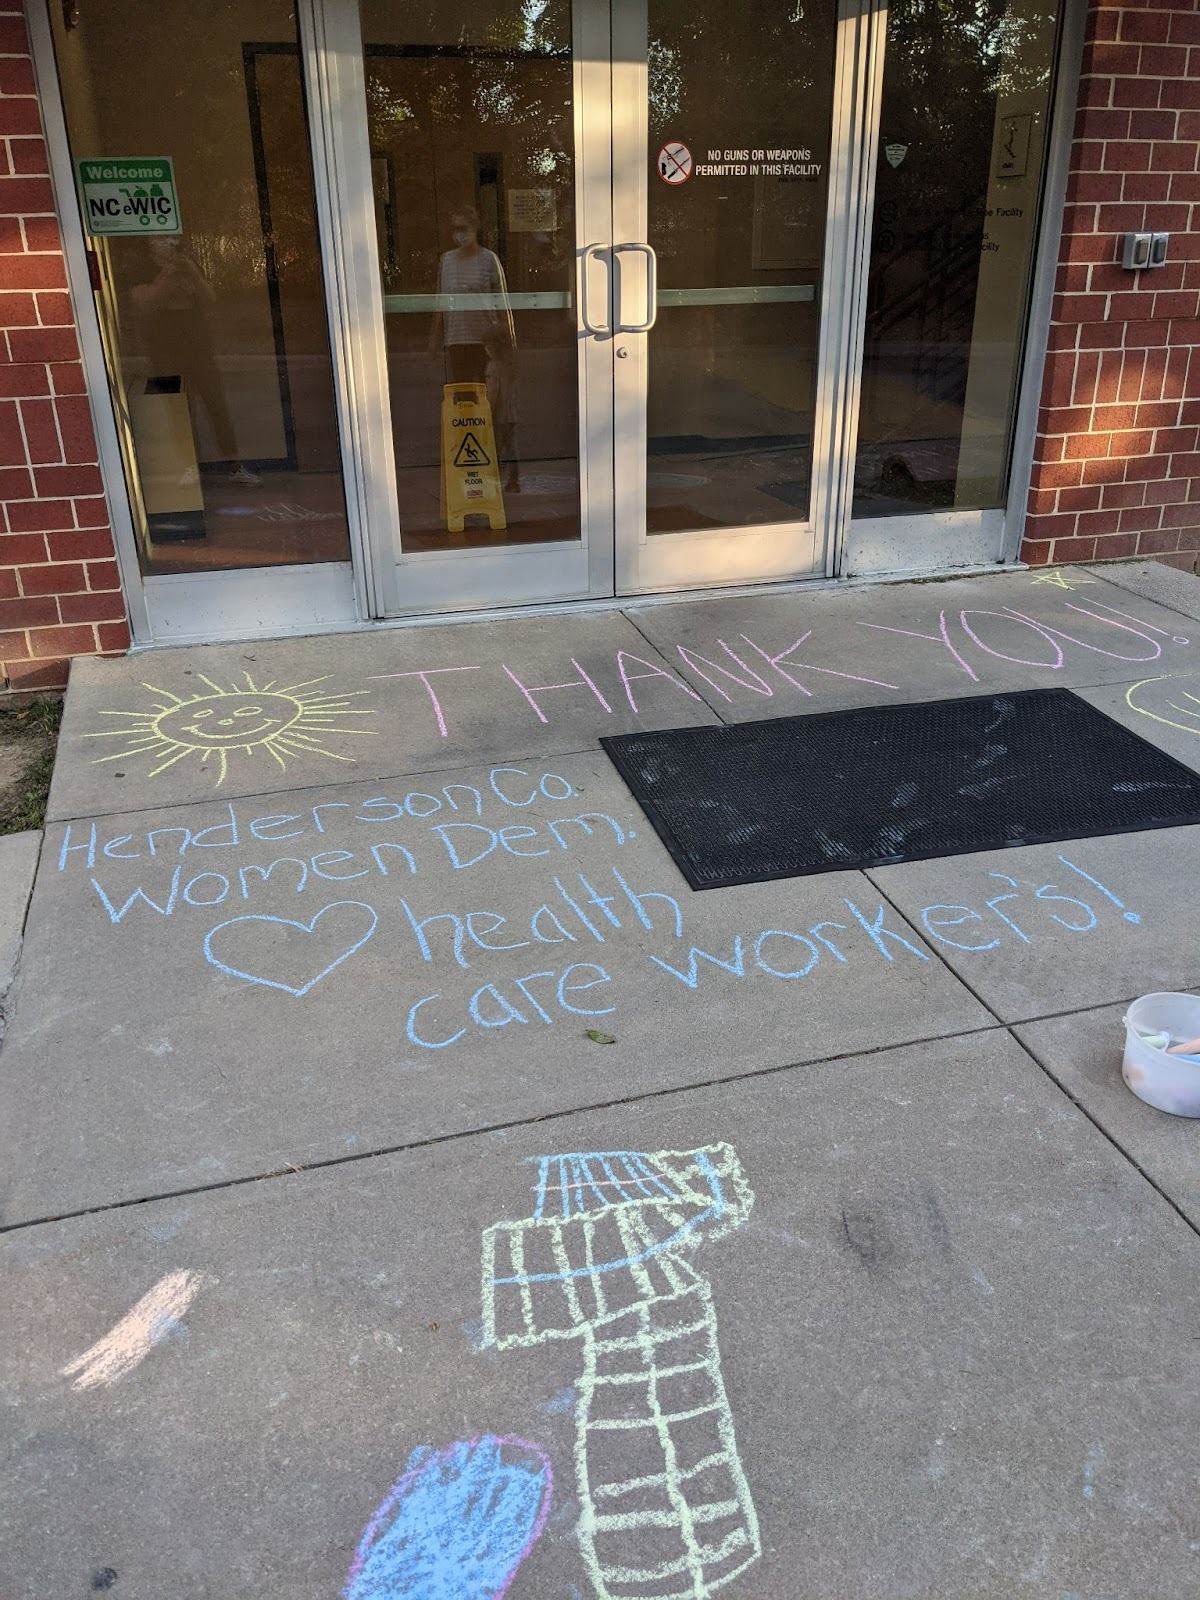 Welcome
NC eWIC
NO GUNS OR WEAPONS
PERMITTED IN THIS FACILITY
CAUTION
WET
FLOOR
THANK YOU!
Henderson Co.
Women Dem.
health
care workers!